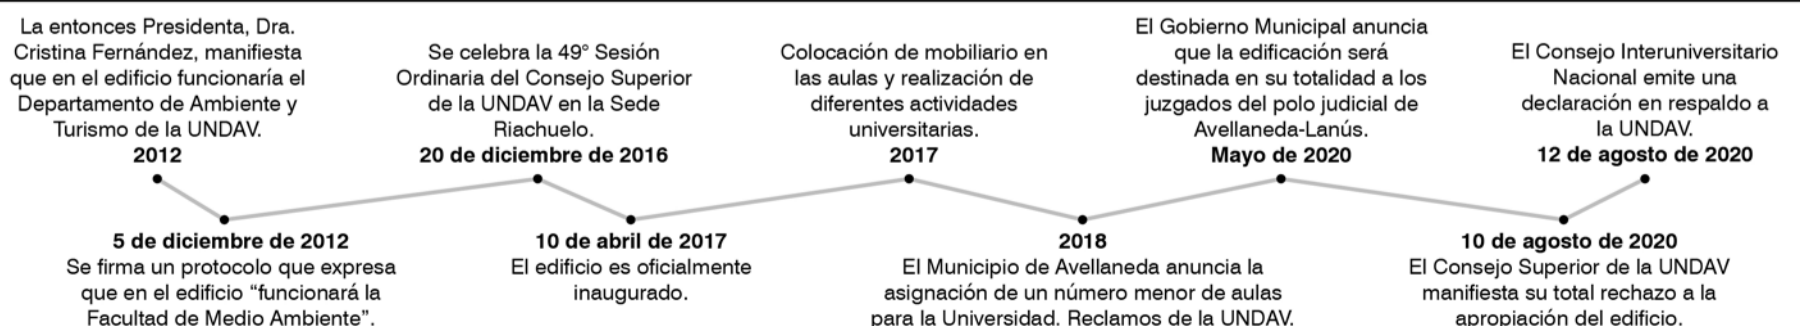 La entonces Presidenta, Dra.
Cristina Fernández, manifiesta
que en el edificio funcionaría el
Departamento de Ambiente y
Turismo de la UNDAV.
2012
5 de diciembre de 2012
Se firma un protocolo que expresa
que en el edificio “funcionará la
Facultad de Medio Ambiente”.
Se celebra la 49° Sesión
Ordinaria del Consejo Superior
de la UNDAV en la Sede
Riachuelo.
20 de diciembre de 2016
10 de abril de 2017
El edificio es oficialmente
inaugurado.
Colocación de mobiliario en
las aulas y realización de
diferentes actividades
universitarias.
2017
2018
El Municipio de Avellaneda anuncia la
asignación de un número menor de aulas
para la Universidad. Reclamos de la UNDAV.
El Gobierno Municipal anuncia
que la edificación será
destinada en su totalidad a los
juzgados del polo judicial de
Avellaneda-Lanús.
Mayo de 2020
10 de agosto de 2020
El Consejo Superior de la UNDAV
manifiesta su total rechazo a la
apropiación del edificio.
El Consejo Interuniversitario
Nacional emite una
declaración en respaldo a
la UNDAV.
12 de agosto de 2020